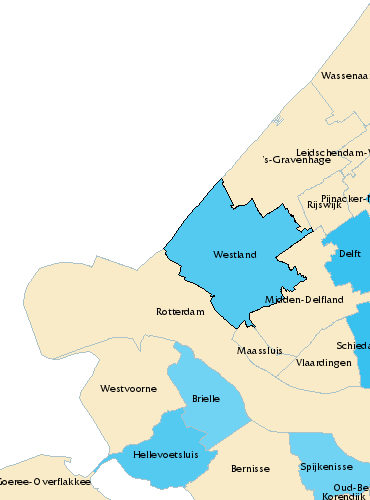 Wassenaa
Leidschendam-V
's-Gravenhage
Pijnacker-N
Rijswijk
Delft
Westland
Midden-Delfland
Rotterdam
Schieda
Maassluis
Vlaardingen
Westvoorne
Brielle
Hellevoetsluis
Bernisse
Spijkenisse
Goeree-Overflakkee
Oud-Be
Korendijk